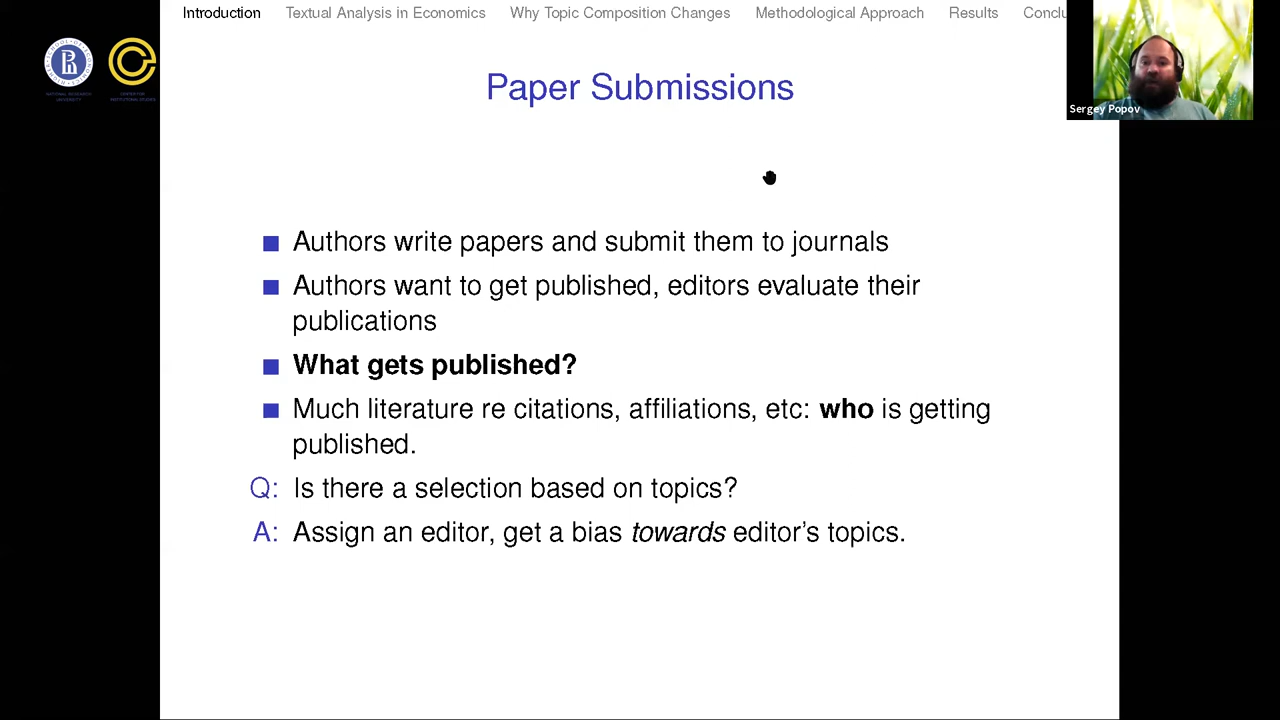 Introduction Textual Analysis in Economics Why Topic Composition Changes Methodological Approach Results Conclu
Paper Submissions
Sergey Popov
■ Authors write papers and submit them to journals
■ Authors want to get published, editors evaluate their
publications
■ What gets published?
■ Much literature re citations, affiliations, etc: who is getting
published.
Q: Is there a selection based on topics?
A: Assign an editor, get a bias towards editor's topics.